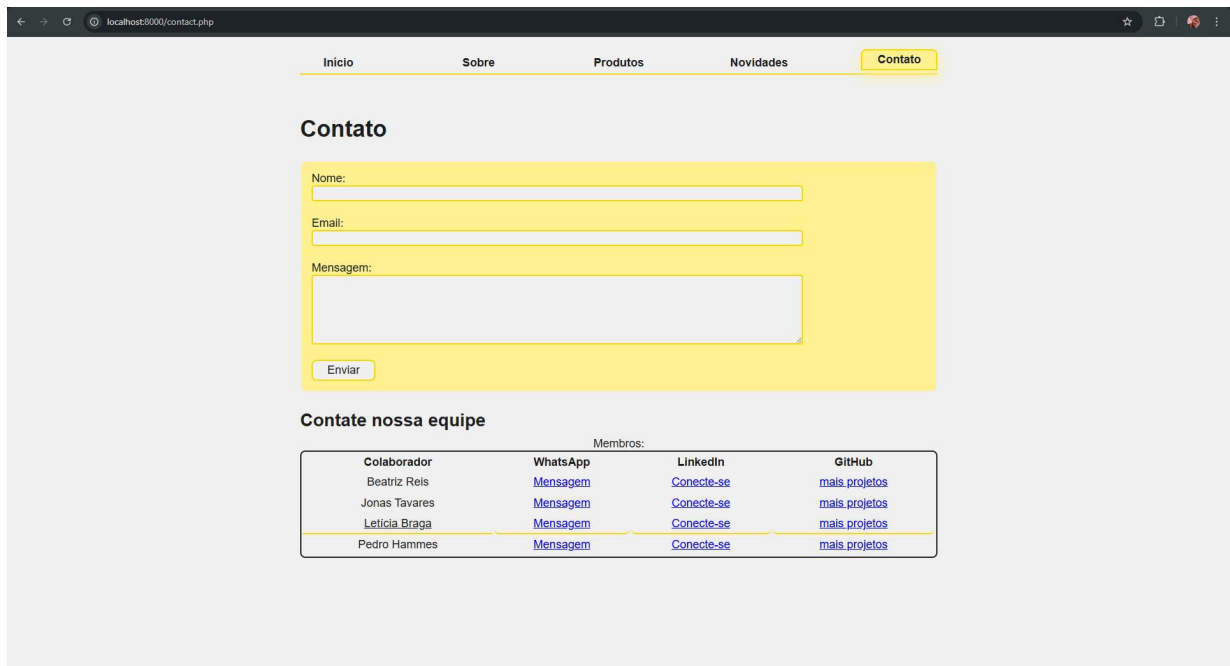 localhost:8000/contact.php
Início Sobre Produtos Novidades Contato
Contato
Nome:
Email:
Mensagem:
Enviar
Contate nossa equipe
Membros:
Colaborador WhatsApp LinkedIn GitHub
Beatriz Reis Mensagem Conecte-se mais projetos
Jonas Tavares Mensagem Conecte-se mais projetos
Letícia Braga Mensagem Conecte-se mais projetos
Pedro Hammes Mensagem Conecte-se mais projetos